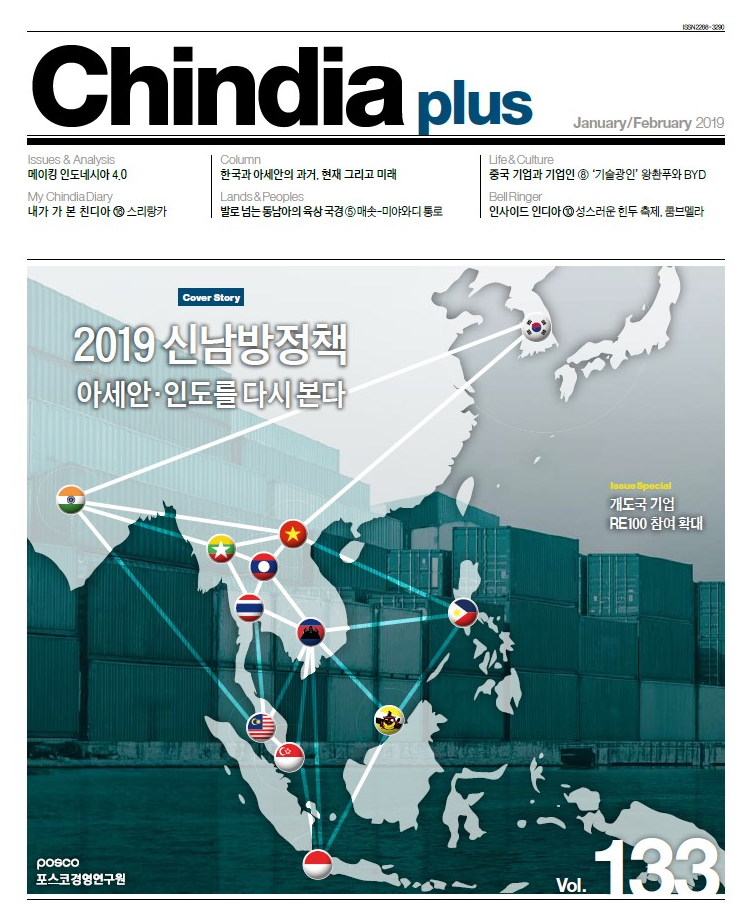 ISSN 2288-3290
Chindia plus
January/February 2019
Issues & Analysis
메이킹 인도네시아 4.0
My Chindia Diary
내가 가 본 친디아 ⑯ 스리랑카
Column
한국과 아세안의 과거, 현재 그리고 미래
Lands & Peoples
발로 넘는 동남아의 육상 국경 ⑤ 매솟-미야와디 통로
Life & Culture
중국 기업과 기업인 ⑧ ‘기술광인’ 왕촨푸와 BYD
Bell Ringer
인사이드 인디아 ⑩ 성스러운 힌두 축제, 쿰브멜라
Cover Story
2019 신남방정책
아세안·인도를 다시 본다
Issue Special
개도국 기업
RE100 참여 확대
posco
포스코경영연구원
Vol. 133